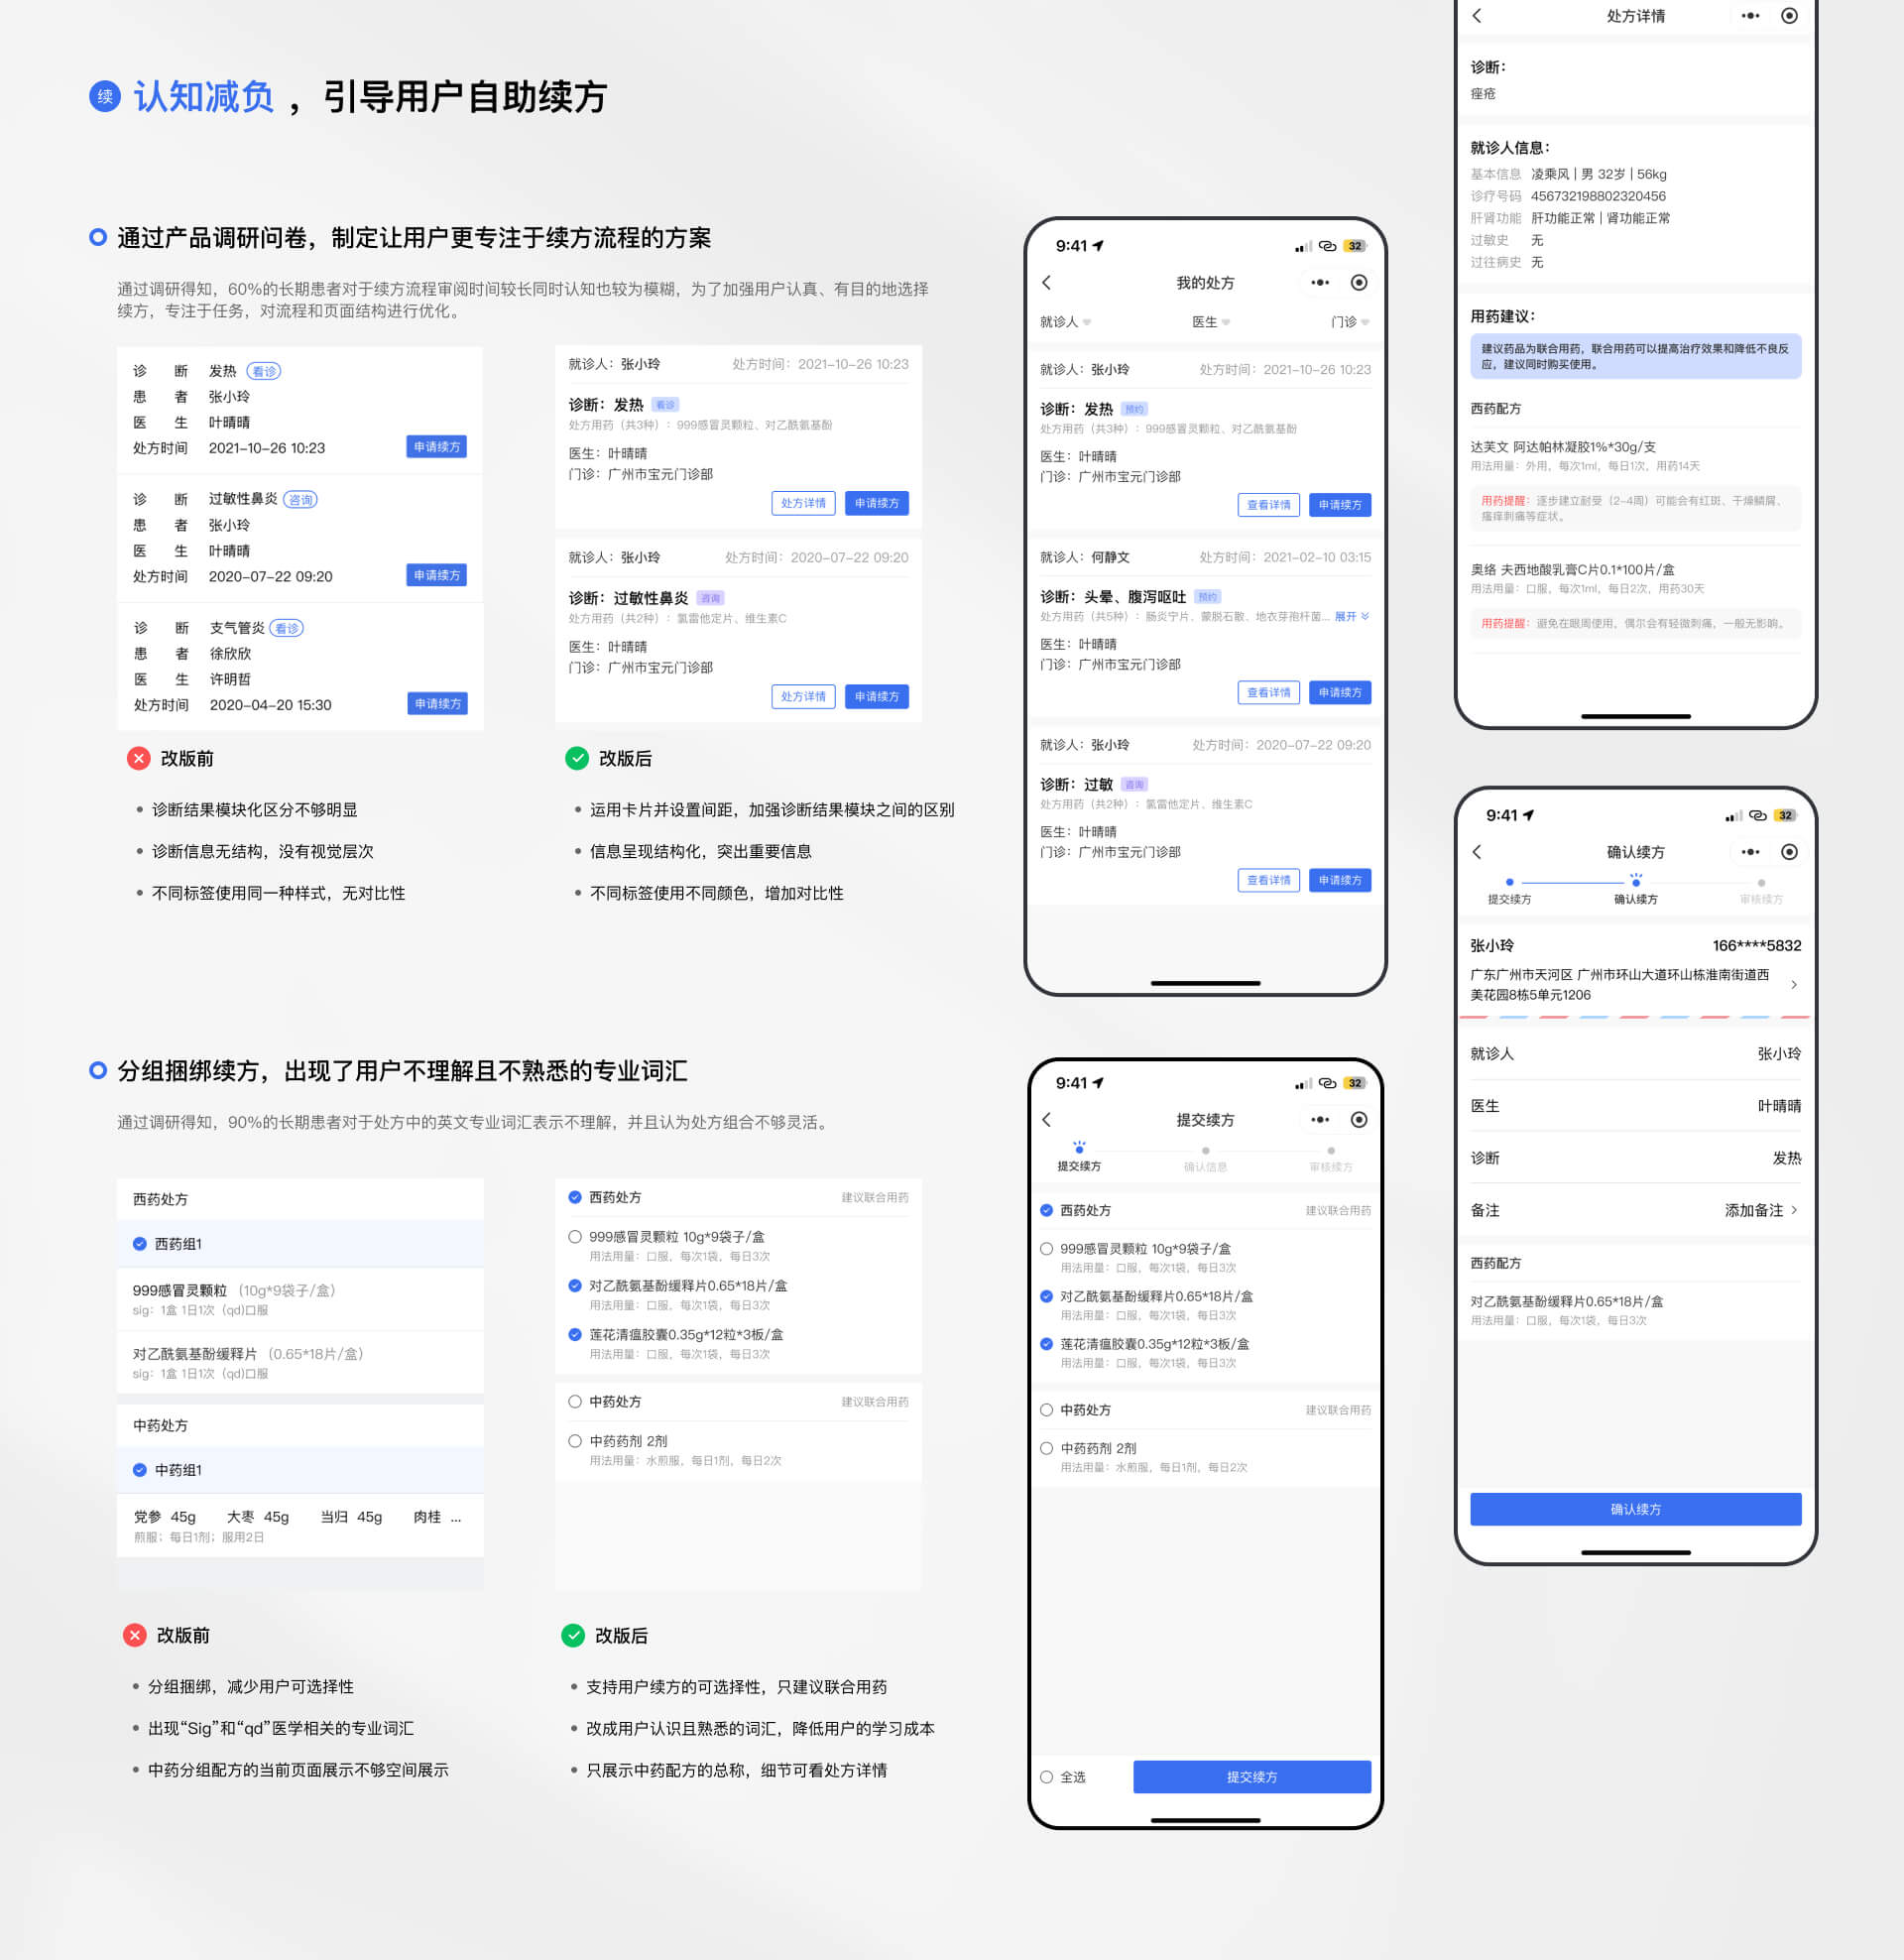 续 认知减负 ，引导用户自助续方
通过产品调研问卷，制定让用户更专注于续方流程的方案
通过调研得知，60%的长期患者对于续方流程审阅时间较长同时认知也较为模糊，为了加强用户认真、有目的地选择
续方，专注于任务，对流程和页面结构进行优化。
诊 断 发热 看诊
患 者 张小玲
医 生 叶晴晴
处方时间 2021-10-26 10:23 申请续方
诊 断 过敏性鼻炎 咨询
患 者 张小玲
医 生 叶晴晴
处方时间 2020-07-22 09:20 申请续方
诊 断 支气管炎 看诊
患 者 徐欣欣
医 生 许明哲
处方时间 2020-04-20 15:30 申请续方
改版前
诊断结果模块化区分不够明显
诊断信息无结构，没有视觉层次
不同标签使用同一种样式，无对比性
就诊人：张小玲 处方时间：2021-10-26 10:23
诊断：发热 看诊
处方用药（共3种）：999感冒灵颗粒、对乙酰氨基酚
医生：叶晴晴
门诊：广州市宝元门诊部
处方详情 申请续方
就诊人：张小玲 处方时间：2020-07-22 09:20
诊断：过敏性鼻炎 咨询
处方用药（共2种）：氯雷他定片、维生素C
医生：叶晴晴
门诊：广州市宝元门诊部
处方详情 申请续方
改版后
运用卡片并设置间距，加强诊断结果模块之间的区别
信息呈现结构化，突出重要信息
不同标签使用不同颜色，增加对比性
9:41 32
我的处方
就诊人 医生 门诊
就诊人：张小玲 处方时间：2021-10-26 10:23
诊断：发热 预约
处方用药（共3种）：999感冒灵颗粒、对乙酰氨基酚
医生：叶晴晴
门诊：广州市宝元门诊部
查看详情 申请续方
就诊人：何静文 处方时间：2021-02-10 03:15
诊断：头晕、腹泻呕吐 预约
处方用药（共5种）：肠炎宁片、蒙脱石散、地衣芽孢杆菌... 展开
医生：叶晴晴
门诊：广州市宝元门诊部
查看详情 申请续方
就诊人：张小玲 处方时间：2020-07-22 09:20
诊断：过敏 咨询
处方用药（共2种）：氯雷他定片、维生素C
医生：叶晴晴
门诊：广州市宝元门诊部
查看详情 申请续方
处方详情
诊断：
痤疮
就诊人信息：
基本信息 凌乘风 | 男 32岁 | 56kg
诊疗号码 456732198802320456
肝肾功能 肝功能正常 | 肾功能正常
过敏史 无
过往病史 无
用药建议：
建议药品为联合用药，联合用药可以提高治疗效果和降低不良反
应，建议同时购买使用。
西药配方
达芙文 阿达帕林凝胶1%*30g/支
用法用量：外用，每次1ml，每日1次，用药14天
用药提醒：逐步建立耐受（2-4周）可能会有红斑、干燥鳞屑、
瘙痒刺痛等症状。
奥络 夫西地酸乳膏C片0.1*100片/盒
用法用量：口服，每次1ml，每日2次，用药30天
用药提醒：避免在眼周使用，偶尔会有轻微刺痛，一般无影响。
分组捆绑续方，出现了用户不理解且不熟悉的专业词汇
通过调研得知，90%的长期患者对于处方中的英文专业词汇表示不理解，并且认为处方组合不够灵活。
西药处方
西药组1
999感冒灵颗粒（10g*9袋子/盒）
sig：1盒 1日1次（qd)口服
对乙酰氨基酚缓释片（0.65*18片/盒）
sig：1盒 1日1次（qd)口服
中药处方
中药组1
党参 45g 大枣 45g 当归 45g 肉桂 ...
煎服；每日1剂；服用2日
改版前
分组捆绑，减少用户可选择性
出现“Sig”和“qd”医学相关的专业词汇
中药分组配方的当前页面展示不够空间展示
西药处方 建议联合用药
999感冒灵颗粒 10g*9袋子/盒
用法用量：口服，每次1袋，每日3次
对乙酰氨基酚缓释片0.65*18片/盒
用法用量：口服，每次1袋，每日3次
莲花清瘟胶囊0.35g*12粒*3板/盒
用法用量：口服，每次1袋，每日3次
中药处方 建议联合用药
中药药剂 2剂
用法用量：水煎服，每日1剂，每日2次
改版后
支持用户续方的可选择性，只建议联合用药
改成用户认识且熟悉的词汇，降低用户的学习成本
只展示中药配方的总称，细节可看处方详情
9:41 32
提交续方
提交续方 确认信息 审核续方
西药处方 建议联合用药
999感冒灵颗粒 10g*9袋子/盒
用法用量：口服，每次1袋，每日3次
对乙酰氨基酚缓释片0.65*18片/盒
用法用量：口服，每次1袋，每日3次
莲花清瘟胶囊0.35g*12粒*3板/盒
用法用量：口服，每次1袋，每日3次
中药处方 建议联合用药
中药药剂 2剂
用法用量：水煎服，每日1剂，每日2次
全选 提交续方
9:41 32
确认续方
提交续方 确认续方 审核续方
张小玲 166****5832
广东广州市天河区 广州市环山大道环山栋淮南街道西
美花园8栋5单元1206
就诊人 张小玲
医生 叶晴晴
诊断 发热
备注 添加备注
西药配方
对乙酰氨基酚缓释片0.65*18片/盒
用法用量：口服，每次1袋，每日3次
确认续方